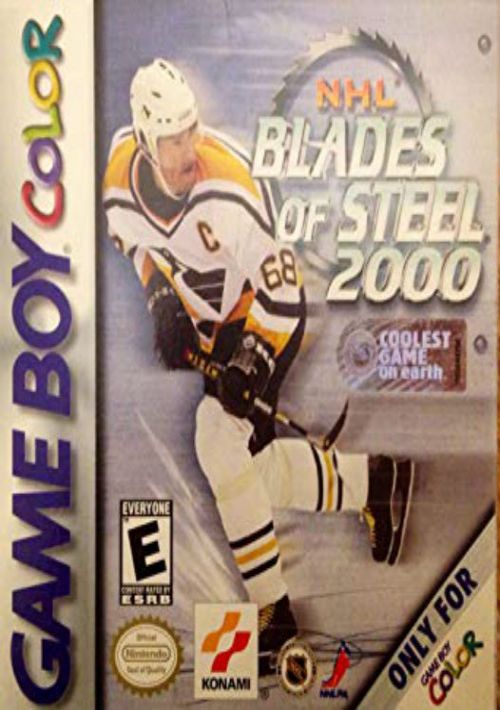 GAME BOY COLOR
NHL
BLADES
OF STEEL
2000
COOLEST
GAME
on earth
C
68
EVERYONE
E
CONTENT RATED BY
ESRB
Official
Nintendo
Seal of Quality
KONAMI
NHLPA
ONLY FOR
GAME BOY
COLOR